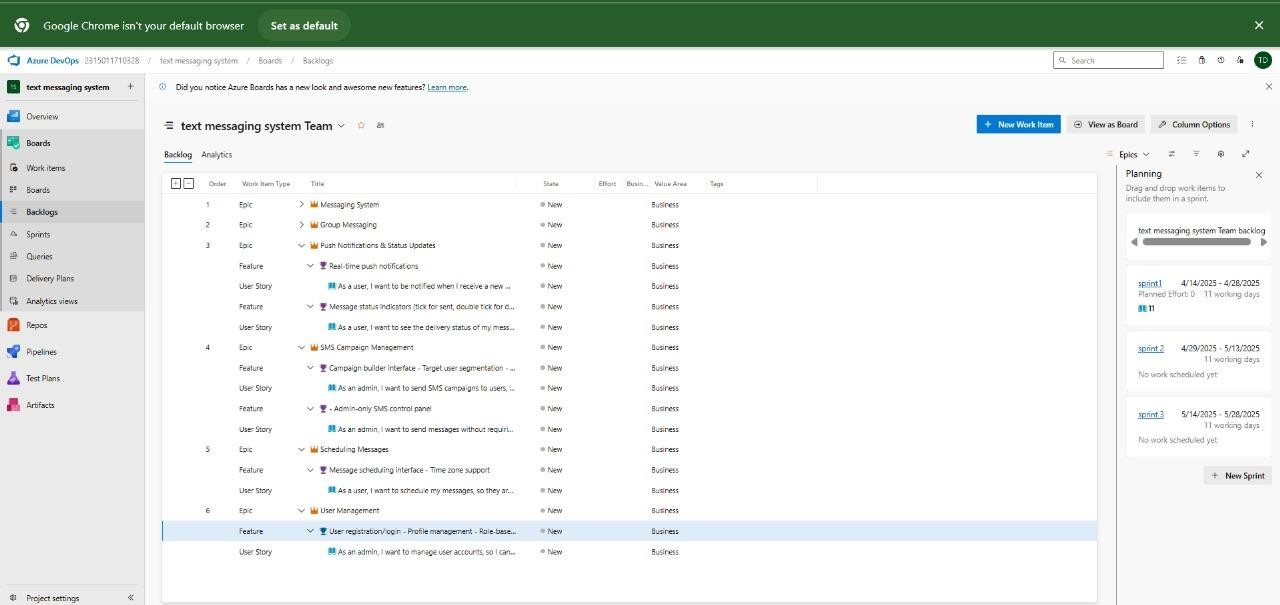 Google Chrome isn't your default browser Set as default
Azure DevOps 2315011710328 / text messaging system / Boards / Backlogs Search TD
TS text messaging system +
Did you notice Azure Boards has a new look and awesome new features? Learn more.
Overview
Boards
Work items
Boards
Backlogs
Sprints
Queries
Delivery Plans
Analytics views
Repos
Pipelines
Test Plans
Artifacts
Project settings
text messaging system Team
+ New Work Item View as Board Column Options
Backlog Analytics
Epics
Order Work Item Type Title State Effort Busin... Value Area Tags
1 Epic Messaging System New Business
2 Epic Group Messaging New Business
3 Epic Push Notifications & Status Updates New Business
Feature Real-time push notifications New Business
User Story As a user, I want to be notified when I receive a new ... New Business
Feature Message status indicators (tick for sent, double tick for d... New Business
User Story As a user, I want to see the delivery status of my mess... New Business
4 Epic SMS Campaign Management New Business
Feature Campaign builder interface - Target user segmentation - ... New Business
User Story As an admin, I want to send SMS campaigns to users, ... New Business
Feature - Admin-only SMS control panel New Business
User Story As an admin, I want to send messages without requiri... New Business
5 Epic Scheduling Messages New Business
Feature Message scheduling interface - Time zone support New Business
User Story As a user, I want to schedule my messages, so they ar... New Business
6 Epic User Management New Business
Feature User registration/login - Profile management - Role-base... New Business
User Story As an admin, I want to manage user accounts, so I can... New Business
Planning
Drag and drop work items to
include them in a sprint.
text messaging system Team backlog
sprint1 4/14/2025 - 4/28/2025
Planned Effort: 0 11 working days
11
sprint 2 4/29/2025 - 5/13/2025
11 working days
No work scheduled yet
sprint 3 5/14/2025 - 5/28/2025
11 working days
No work scheduled yet
+ New Sprint